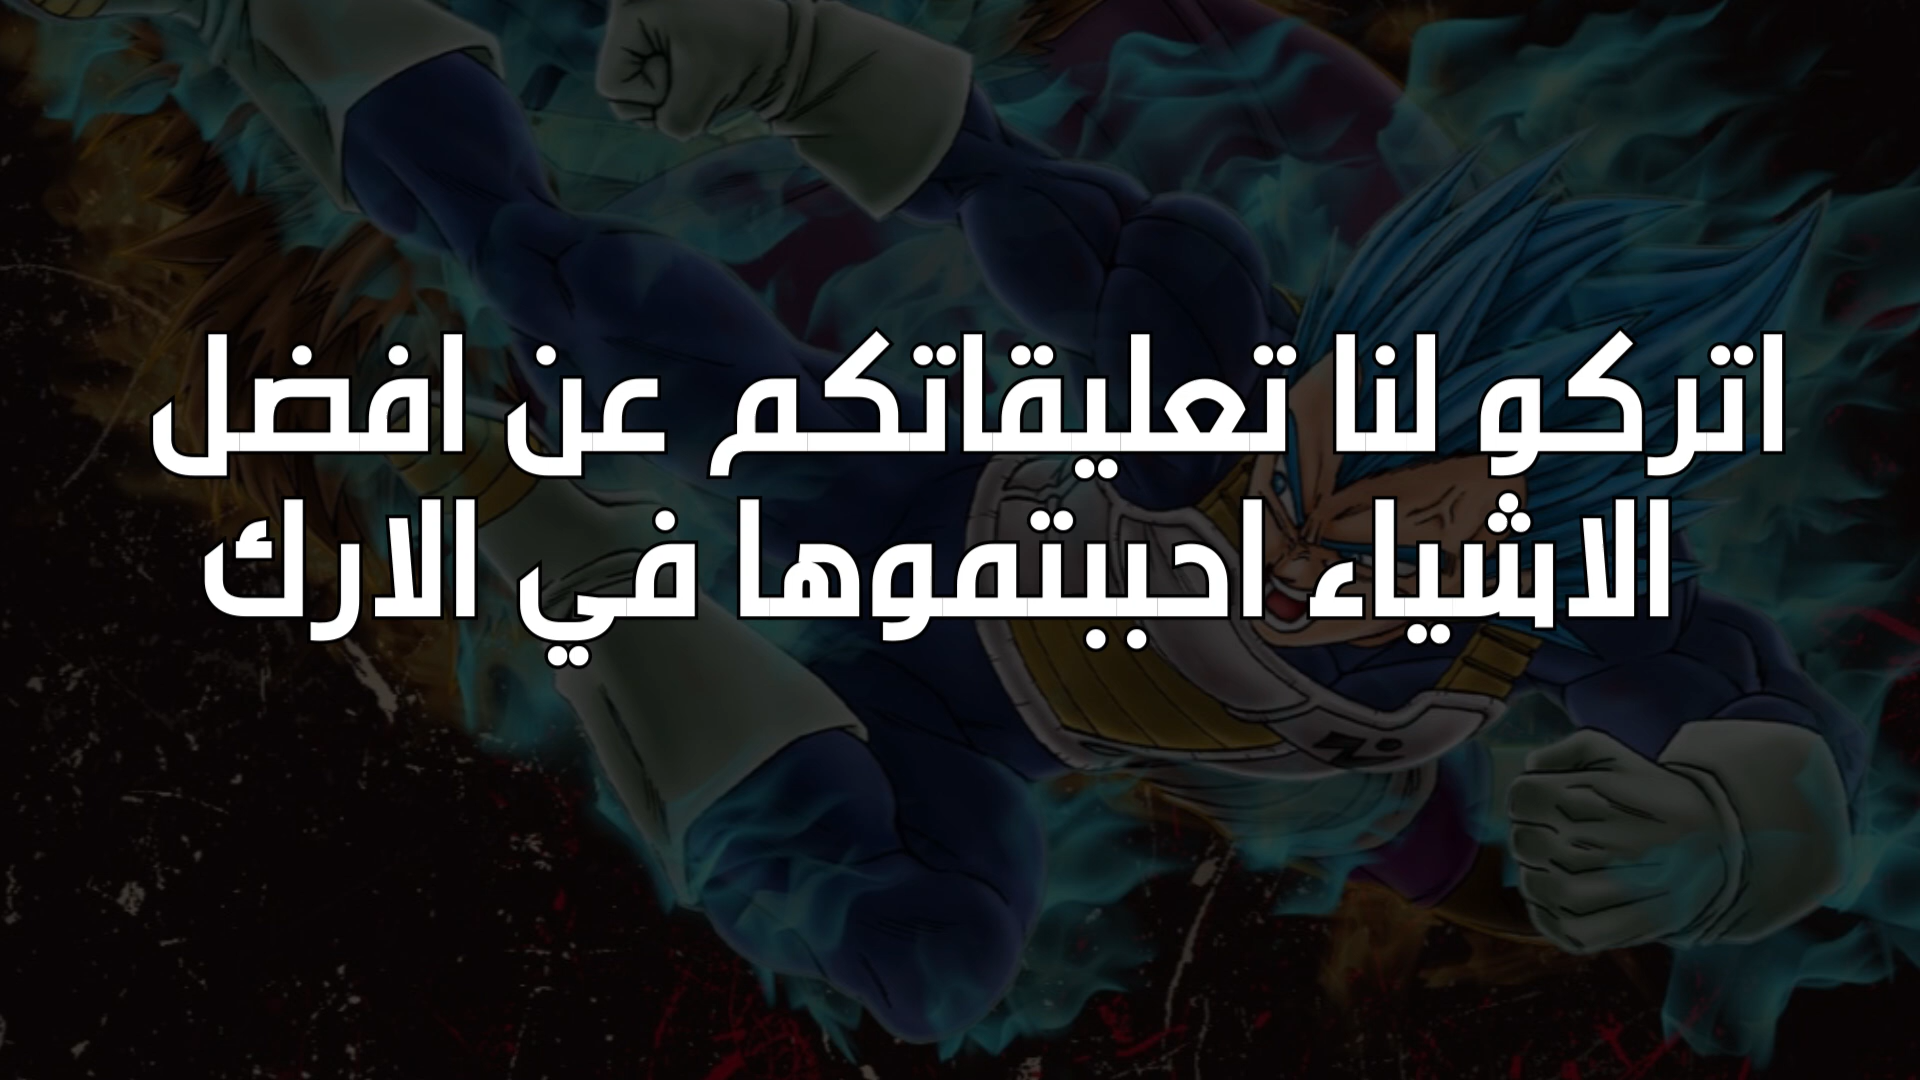 اتركو لنا تعليقاتكم عن افضل
الاشياء احببتموها في الارك